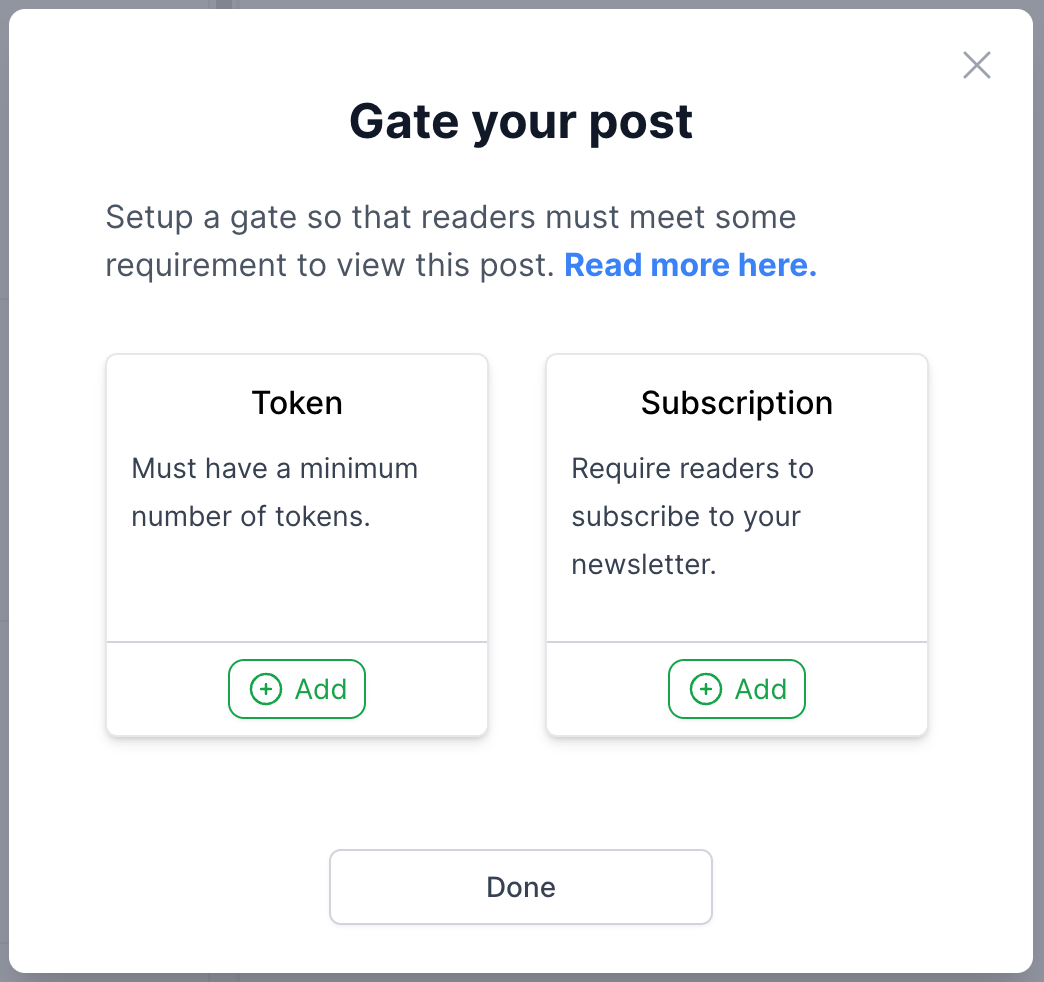 Gate your post
Setup a gate so that readers must meet some
requirement to view this post. Read more here.
Token
Must have a minimum
number of tokens.
Add
Subscription
Require readers to
subscribe to your
newsletter.
Add
Done